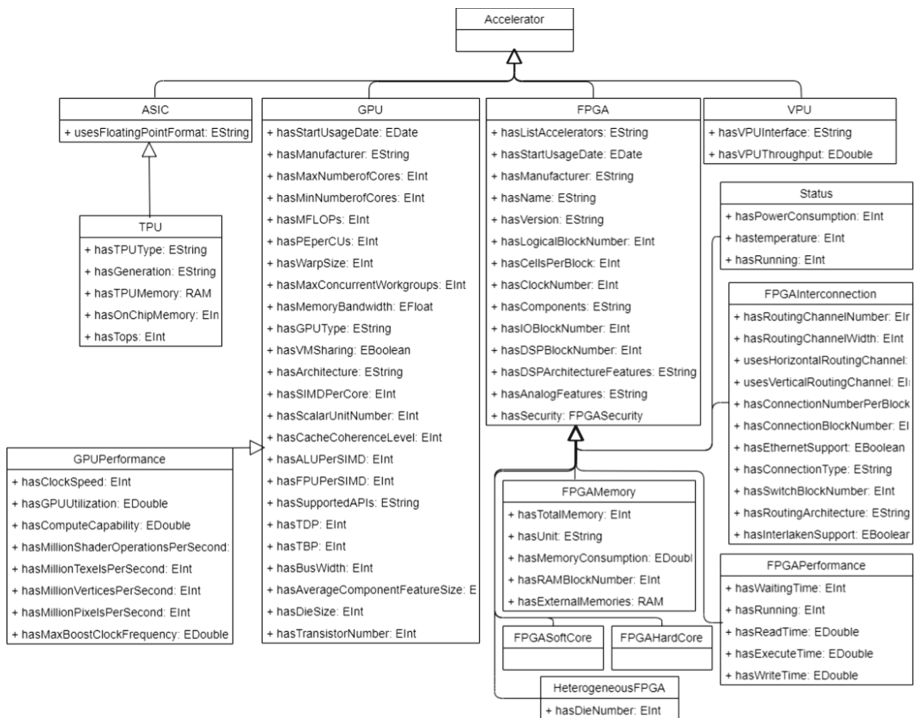 Accelerator
ASIC
+ usesFloatingPointFormat: EString
TPU
+ hasTPUType: EString
+ hasGeneration: EString
+ hasTPUMemory: RAM
+ hasOnChipMemory: EIn
+ hasTops: EInt
GPU
+ hasStartUsageDate: EDate
+ hasManufacturer: EString
+ hasMaxNumberofCores: EInt
+ hasMinNumberofCores: EInt
+ hasMFLOPs: EInt
+ hasPEperCUs: EInt
+ hasWarpSize: EInt
+ hasMaxConcurrentWorkgroups: EInt
+ hasMemoryBandwidth: EFloat
+ hasGPUType: EString
+ hasVMSharing: EBoolean
+ hasArchitecture: EString
+ hasSIMDPerCore: EInt
+ hasScalarUnitNumber: EInt
+ hasCacheCoherenceLevel: EInt
+ hasALUPerSIMD: EInt
+ hasFPUPerSIMD: EInt
+ hasSupportedAPIs: EString
+ hasTDP: EInt
+ hasTBP: EInt
+ hasBusWidth: EInt
+ hasAverageComponentFeatureSize: E
+ hasDieSize: EInt
+ hasTransistorNumber: EInt
GPUPerformance
+ hasClockSpeed: EInt
+ hasGPUUtilization: EDouble
+ hasComputeCapability: EDouble
+ hasMillionShaderOperationsPerSecond:
+ hasMillionTexelsPerSecond: EInt
+ hasMillionVerticesPerSecond: EInt
+ hasMillionPixelsPerSecond: EInt
+ hasMaxBoostClockFrequency: EDouble
FPGA
+ hasListAccelerators: EString
+ hasStartUsageDate: EDate
+ hasManufacturer: EString
+ hasName: EString
+ hasVersion: EString
+ hasLogicalBlockNumber: EInt
+ hasCellsPerBlock: EInt
+ hasClockNumber: EInt
+ hasComponents: EString
+ hasIOBlockNumber: EInt
+ hasDSPBlockNumber: EInt
+ hasDSPArchitectureFeatures: EString
+ hasAnalogFeatures: EString
+ hasSecurity: FPGASecurity
FPGAMemory
+ hasTotalMemory: EInt
+ hasUnit: EString
+ hasMemoryConsumption: EDoubl
+ hasRAMBlockNumber: EInt
+ hasExternalMemories: RAM
FPGASoftCore
FPGAHardCore
HeterogeneousFPGA
+ hasDieNumber: EInt
VPU
+ hasVPUInterface: EString
+ hasVPUThroughput: EDouble
Status
+ hasPowerConsumption: EInt
+ hastemperature: EInt
+ hasRunning: EInt
FPGAInterconnection
+ hasRoutingChannelNumber: EIn
+ hasRoutingChannelWidth: EInt
+ usesHorizontalRoutingChannel:
+ usesVerticalRoutingChannel: EI
+ hasConnectionNumberPerBlock
+ hasConnectionBlockNumber: EI
+ hasEthernetSupport: EBoolean
+ hasConnectionType: EString
+ hasSwitchBlockNumber: EInt
+ hasRoutingArchitecture: EString
+ hasInterlakenSupport: EBoolean
FPGAPerformance
+ hasWaitingTime: EInt
+ hasRunning: EInt
+ hasReadTime: EDouble
+ hasExecuteTime: EDouble
+ hasWriteTime: EDouble